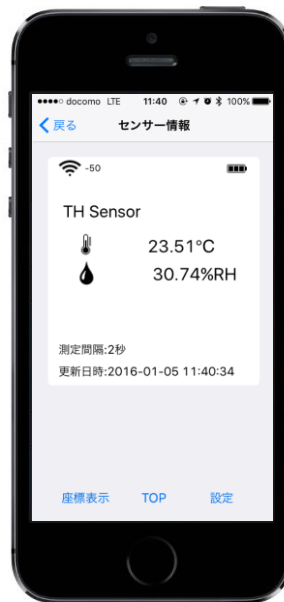 docomo LTE 11:40 100%
戻る センサー情報
-50
TH Sensor
23.51°C
30.74%RH
測定間隔:2秒
更新日時:2016-01-05 11:40:34
座標表示 TOP 設定